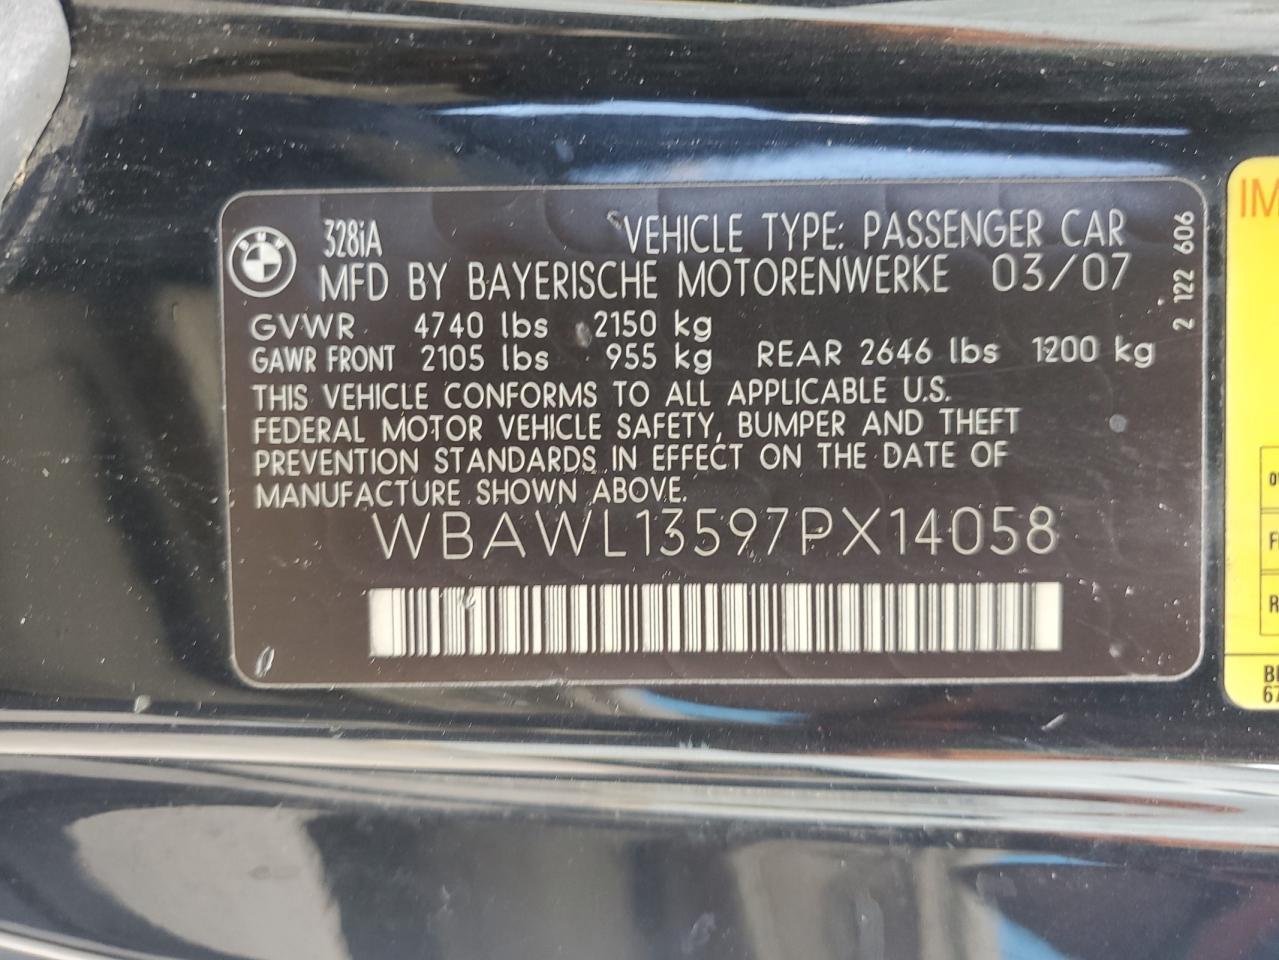 328iA
VEHICLE TYPE: PASSENGER CAR
MFD BY BAYERISCHE MOTORENWERKE 03/07
GVWR 4740 lbs 2150 kg
GAWR FRONT 2105 lbs 955 kg REAR 2646 lbs 1200 kg
THIS VEHICLE CONFORMS TO ALL APPLICABLE U.S.
FEDERAL MOTOR VEHICLE SAFETY, BUMPER AND THEFT
PREVENTION STANDARDS IN EFFECT ON THE DATE OF
MANUFACTURE SHOWN ABOVE.
WBAWL13597PX14058
2 122 606
BMW
IM